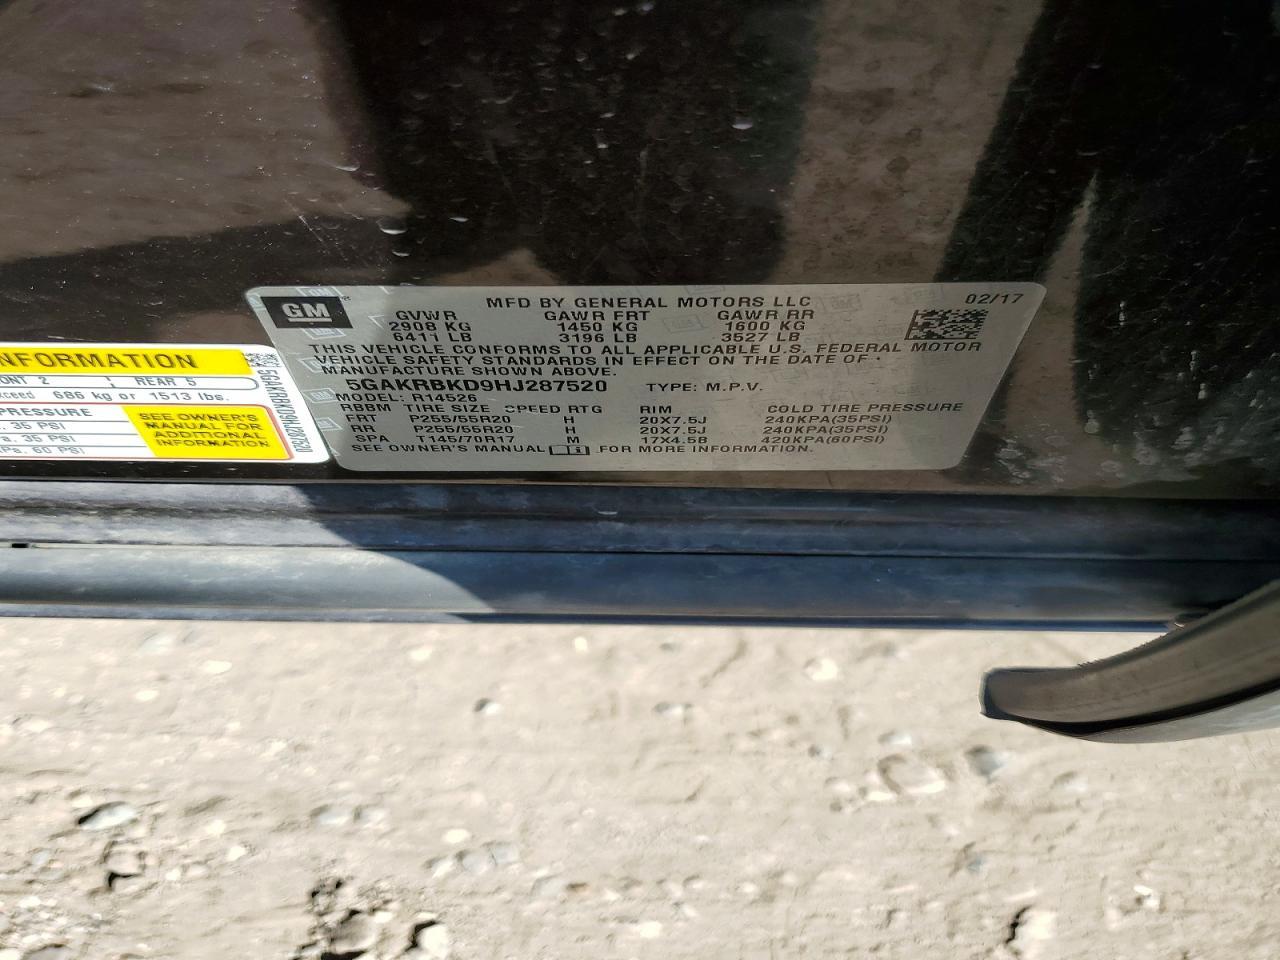 GM
MFD BY GENERAL MOTORS LLC 02/17
GVWR GAWR FRT GAWR RR
2908 KG 1450 KG 1600 KG
6411 LB 3196 LB 3527 LB
THIS VEHICLE CONFORMS TO ALL APPLICABLE U.S. FEDERAL MOTOR
VEHICLE SAFETY STANDARDS IN EFFECT ON THE DATE OF
MANUFACTURE SHOWN ABOVE.
5GAKRBKD9HJ287520 TYPE: M.P.V.
MODEL: R14526
RBBM TIRE SIZE SPEED RTG RIM COLD TIRE PRESSURE
FRT P255/55R20 H 20X7.5J 240KPA(35PSI)
RR P255/55R20 H 20X7.5J 240KPA(35PSI)
SPA T145/70R17 M 17X4.5B 420KPA(60PSI)
SEE OWNER'S MANUAL FOR MORE INFORMATION.
INFORMATION
ONT 2 REAR 5
xceed 686 kg or 1513 lbs.
PRESSURE
, 35 PSI
a. 35 PSI
Pa. 60 PSI
SEE OWNER'S
MANUAL FOR
ADDITIONAL
INFORMATION
5GAKRBKD9HJ287520